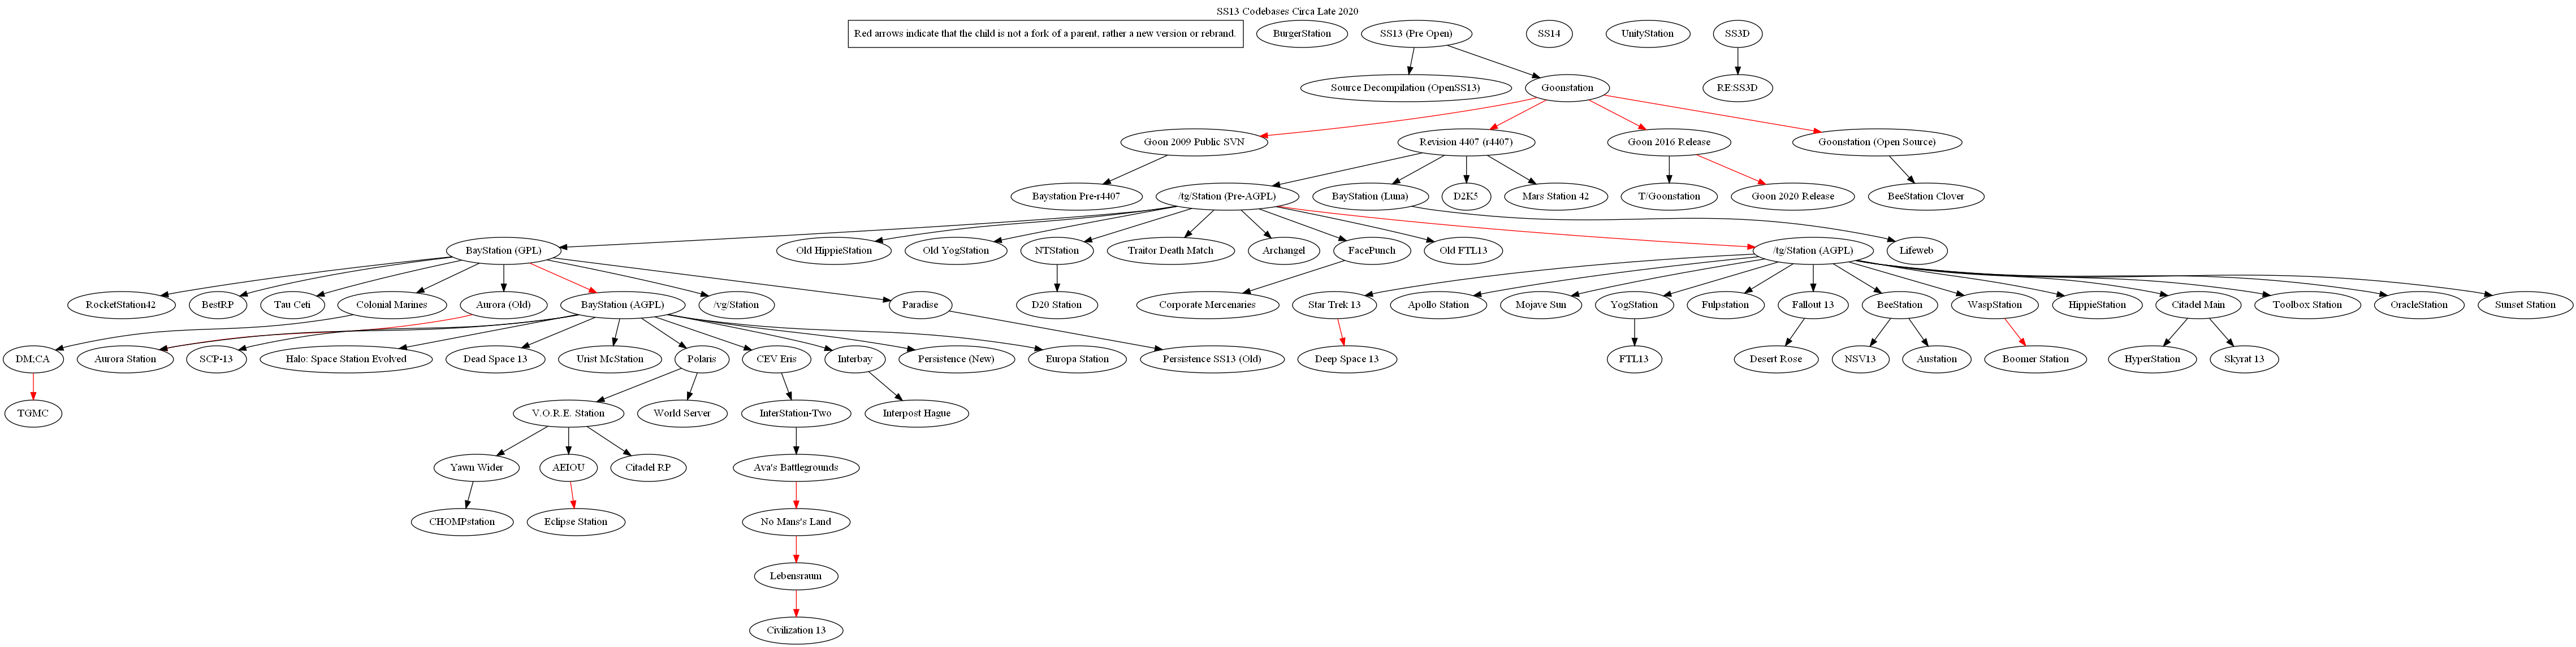 SS13 Codebases Circa Late 2020
Red arrows indicate that the child is not a fork of a parent, rather a new version or rebrand.
BurgerStation
SS13 (Pre Open)
SS14
UnityStation
SS3D
Source Decompilation (OpenSS13)
Goonstation
RE:SS3D
Goon 2009 Public SVN
Revision 4407 (r4407)
Goon 2016 Release
Goonstation (Open Source)
Baystation Pre-r4407
/tg/Station (Pre-AGPL)
BayStation (Luna)
D2K5
Mars Station 42
T/Goonstation
Goon 2020 Release
BeeStation Clover
BayStation (GPL)
Old HippieStation
Old YogStation
NTStation
Traitor Death Match
Archangel
FacePunch
Old FTL13
/tg/Station (AGPL)
Lifeweb
RocketStation42
BestRP
Tau Ceti
Colonial Marines
Aurora (Old)
BayStation (AGPL)
/vg/Station
Paradise
D20 Station
Corporate Mercenaries
Star Trek 13
Apollo Station
Mojave Sun
YogStation
Fulpstation
Fallout 13
BeeStation
WaspStation
HippieStation
Citadel Main
Toolbox Station
OracleStation
Sunset Station
DM;CA
Aurora Station
SCP-13
Halo: Space Station Evolved
Dead Space 13
Urist McStation
Polaris
CEV Eris
Interbay
Persistence (New)
Europa Station
Persistence SS13 (Old)
Deep Space 13
FTL13
Desert Rose
NSV13
Austation
Boomer Station
HyperStation
Skyrat 13
TGMC
V.O.R.E. Station
World Server
InterStation-Two
Interpost Hague
Yawn Wider
AEIOU
Citadel RP
Ava's Battlegrounds
CHOMPstation
Eclipse Station
No Mans's Land
Lebensraum
Civilization 13